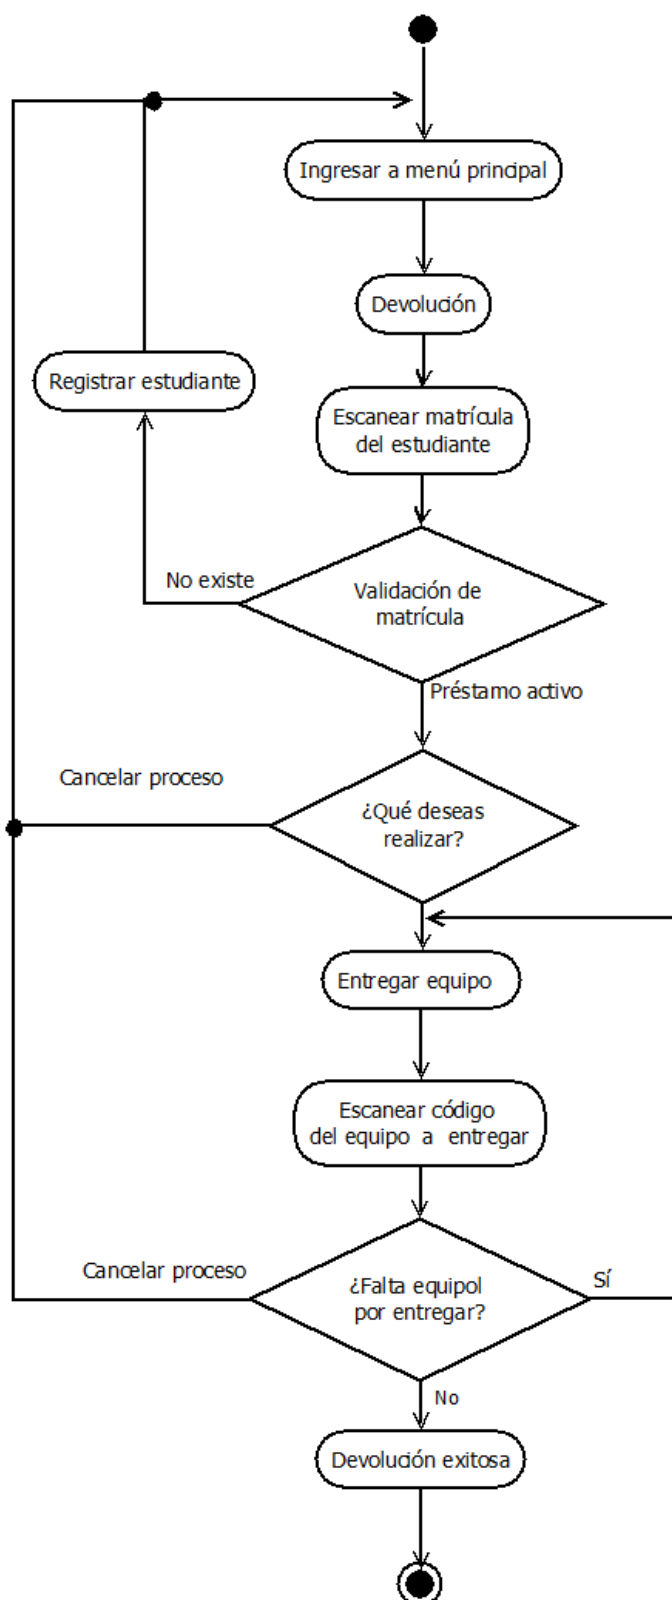 Ingresar a menú principal
Devolución
Registrar estudiante
Escanear matrícula
del estudiante
No existe
Validación de
matrícula
Préstamo activo
Cancelar proceso
¿Qué deseas
realizar?
Entregar equipo
Escanear código
del equipo a entregar
Cancelar proceso
¿Falta equipol
por entregar?
Sí
No
Devolución exitosa